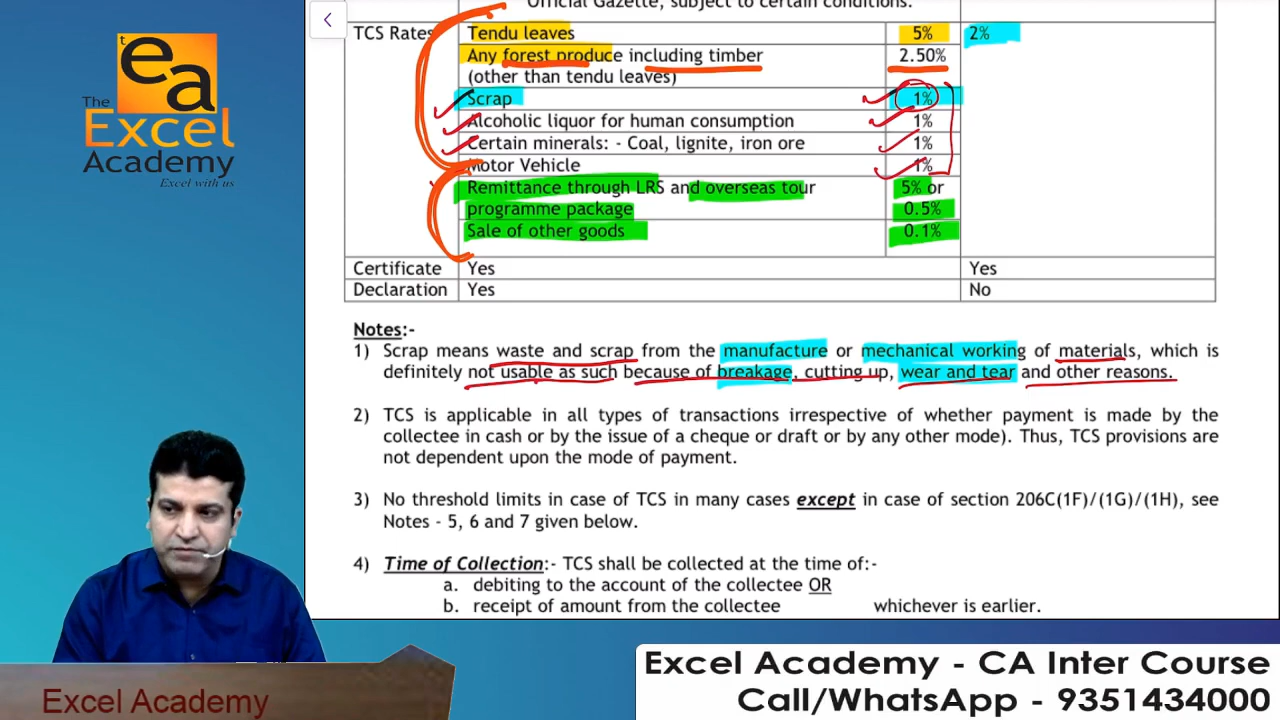 Official Gazette, subject to certain conditions.
TCS Rates
Tendu leaves 5% 2%
Any forest produce including timber 2.50%
(other than tendu leaves)
Scrap 1%
Alcoholic liquor for human consumption 1%
Certain minerals: - Coal, lignite, iron ore 1%
Motor Vehicle 1%
Remittance through LRS and overseas tour 5% or
programme package 0.5%
Sale of other goods 0.1%
Certificate Yes Yes
Declaration Yes No
Notes:-
1) Scrap means waste and scrap from the manufacture or mechanical working of materials, which is
definitely not usable as such because of breakage, cutting up, wear and tear and other reasons.
2) TCS is applicable in all types of transactions irrespective of whether payment is made by the
collectee in cash or by the issue of a cheque or draft or by any other mode). Thus, TCS provisions are
not dependent upon the mode of payment.
3) No threshold limits in case of TCS in many cases except in case of section 206C(1F)/(1G)/(1H), see
Notes - 5, 6 and 7 given below.
4) Time of Collection:- TCS shall be collected at the time of:-
a. debiting to the account of the collectee OR
b. receipt of amount from the collectee whichever is earlier.
t
ea
The
Excel
Academy
Excel with us
Excel Academy
Excel Academy - CA Inter Course
Call/WhatsApp - 9351434000